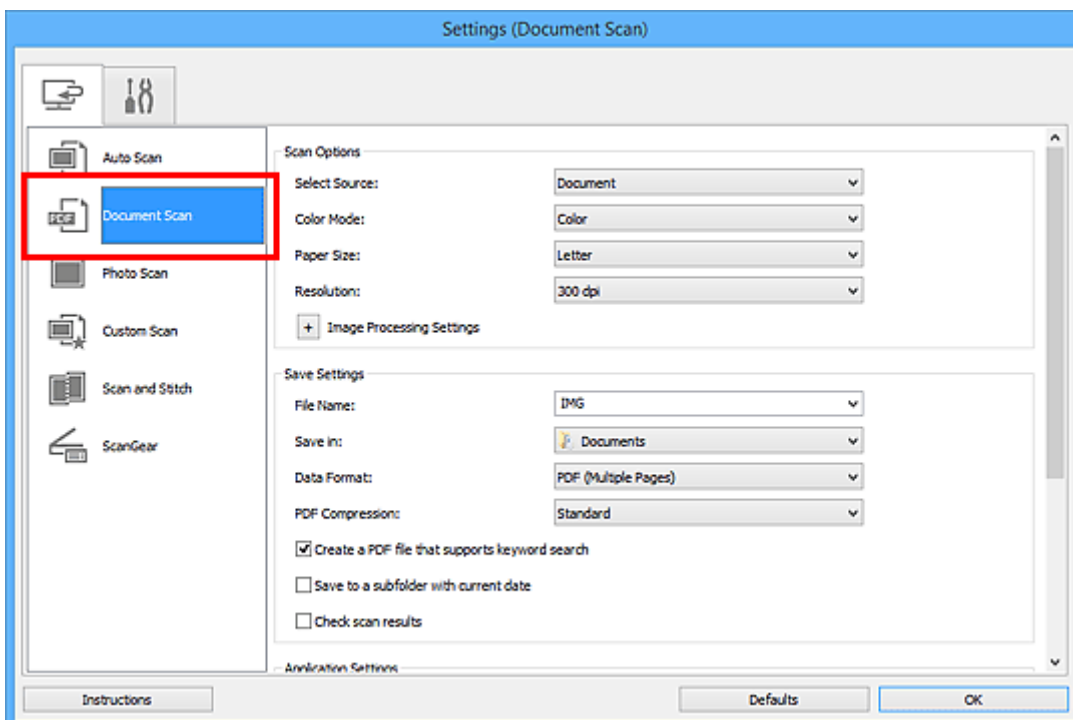 Settings (Document Scan)
Auto Scan
PDF Document Scan
Photo Scan
Custom Scan
Scan and Stitch
ScanGear
Scan Options
Select Source: Document
Color Mode: Color
Paper Size: Letter
Resolution: 300 dpi
+ Image Processing Settings
Save Settings
File Name: IMG
Save in: Documents
Data Format: PDF (Multiple Pages)
PDF Compression: Standard
Create a PDF file that supports keyword search
Save to a subfolder with current date
Check scan results
Application Settings
Instructions Defaults OK